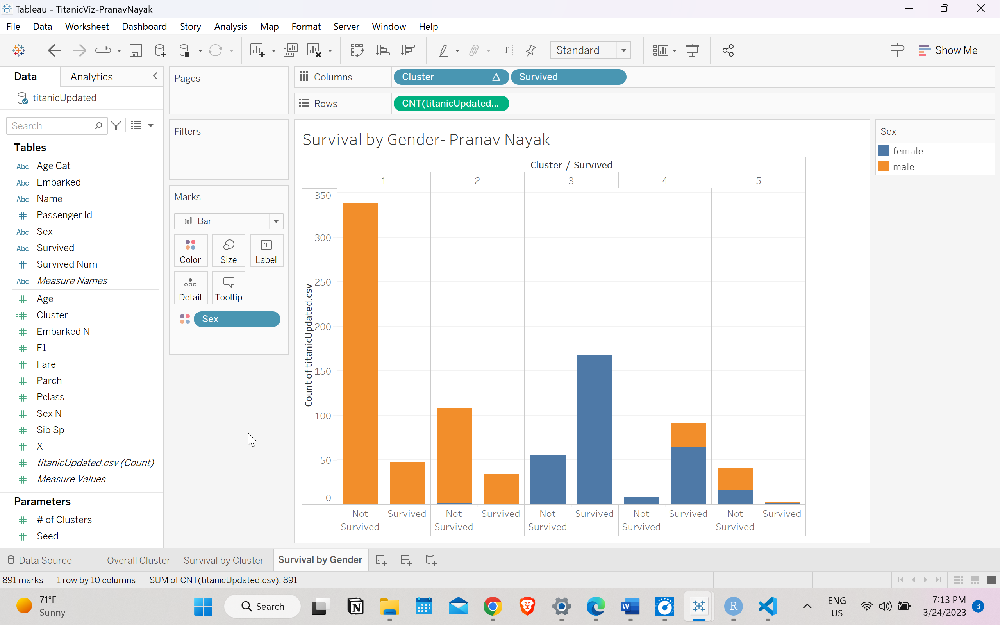 Tableau - TitanicViz-PranavNayak
File Data Worksheet Dashboard Story Analysis Map Format Server Window Help
Standard
Show Me
Data
Analytics
titanicUpdated
Search
Tables
Abc Age Cat
Abc Embarked
Abc Name
# Passenger Id
Abc Sex
Abc Survived
# Survived Num
Abc Measure Names
# Age
=# Cluster
# Embarked N
# F1
# Fare
# Parch
# Pclass
# Sex N
# Sib Sp
# X
# titanicUpdated.csv (Count)
# Measure Values
Parameters
# # of Clusters
# Seed
Pages
Filters
Marks
Bar
Color Size Label
Detail Tooltip
Sex
Columns Cluster Survived
Rows CNT(titanicUpdated...
Survival by Gender- Pranav Nayak
Cluster / Survived
1 2 3 4 5
Count of titanicUpdated.csv
350
300
250
200
150
100
50
0
Not Survived Survived Not Survived Survived Not Survived Survived Not Survived Survived Not Survived Survived
Sex
female
male
Data Source Overall Cluster Survival by Cluster Survival by Gender
891 marks 1 row by 10 columns SUM of CNT(titanicUpdated.csv): 891
71°F
Sunny
Search
ENG
US
7:13 PM
3/24/2023
3